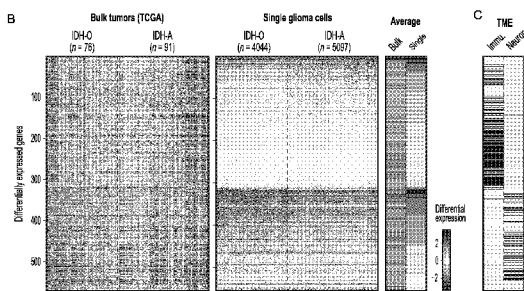 B
Bulk tumors (TCGA)
Single glioma cells
Average
C
TME
IDH-O
(n = 76)
IDH-A
(n = 91)
IDH-O
(n = 4044)
IDH-A
(n = 5097)
Bulk
Single
Immu.
Neuron
Differentially expressed genes
100
200
300
400
500
Differential
expression
2
0
-2